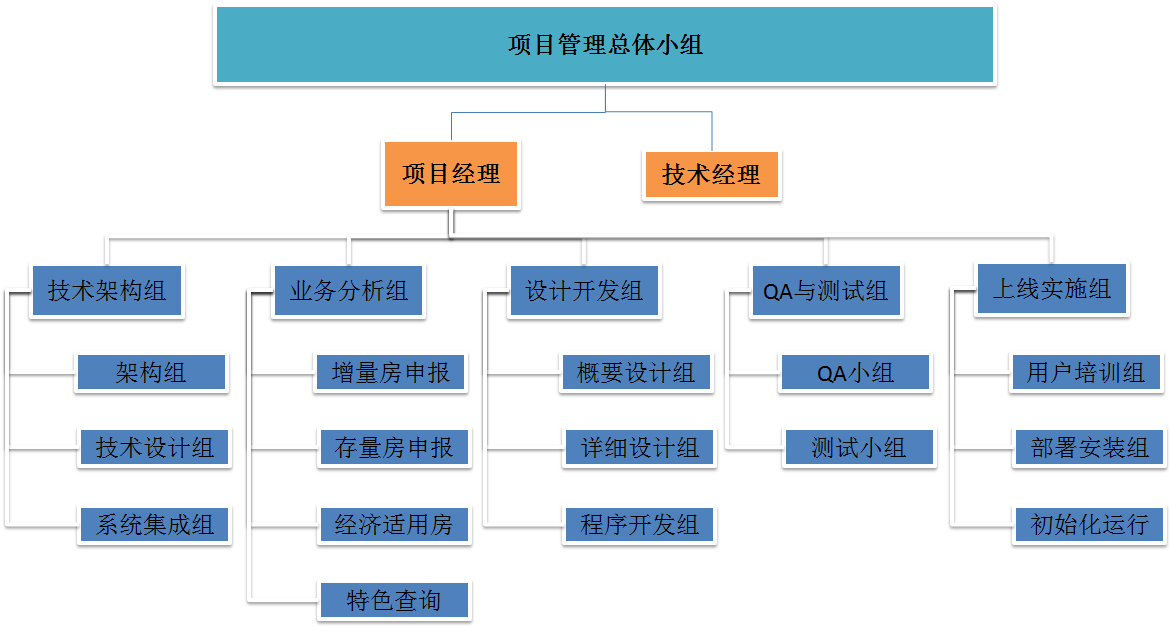 项目管理总体小组
项目经理
技术经理
技术架构组
业务分析组
设计开发组
QA与测试组
上线实施组
架构组
增量房申报
概要设计组
QA小组
用户培训组
技术设计组
存量房申报
详细设计组
测试小组
部署安装组
系统集成组
经济适用房
程序开发组
初始化运行
特色查询